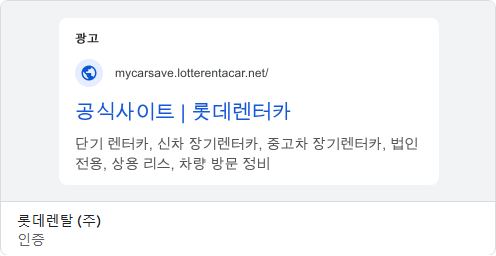 광고
mycarsave.lotterentacar.net/
공식사이트 | 롯데렌터카
단기 렌터카, 신차 장기렌터카, 중고차 장기렌터카, 법인
전용, 상용 리스, 차량 방문 정비
롯데렌탈 (주)
인증